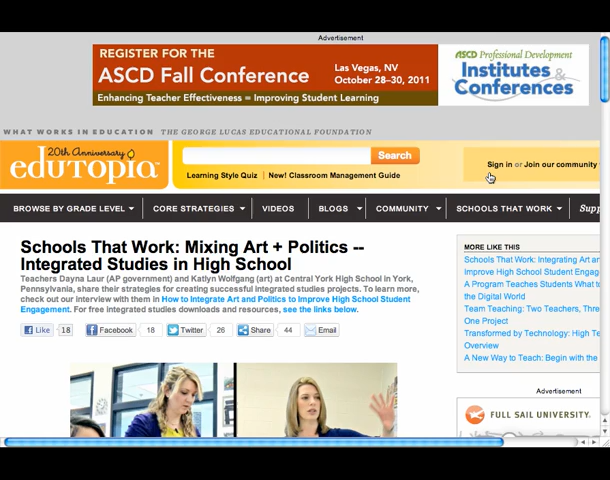 Advertisement
REGISTER FOR THE
ASCD Fall Conference
Las Vegas, NV
October 28–30, 2011
Enhancing Teacher Effectiveness = Improving Student Learning
ASCD Professional Development
Institutes &
Conferences
WHAT WORKS IN EDUCATION THE GEORGE LUCAS EDUCATIONAL FOUNDATION
20th Anniversary
edutopia
Search
Sign in or Join our community
Learning Style Quiz | New! Classroom Management Guide
BROWSE BY GRADE LEVEL CORE STRATEGIES VIDEOS BLOGS COMMUNITY SCHOOLS THAT WORK Supp
Schools That Work: Mixing Art + Politics --
Integrated Studies in High School
Teachers Dayna Laur (AP government) and Katlyn Wolfgang (art) at Central York High School in York,
Pennsylvania, share their strategies for creating successful integrated studies projects. To learn more,
check out our interview with them in How to Integrate Art and Politics to Improve High School Student
Engagement. For free integrated studies downloads and resources, see the links below.
Like 18 Facebook 18 Twitter 26 Share 44 Email
MORE LIKE THIS
Schools That Work: Integrating Art an
Improve High School Student Engag
A Program Teaches Students What to
the Digital World
Team Teaching: Two Teachers, Thre
One Project
Transformed by Technology: High Te
Overview
A New Way to Teach: Begin with the
Advertisement
FULL SAIL UNIVERSITY.